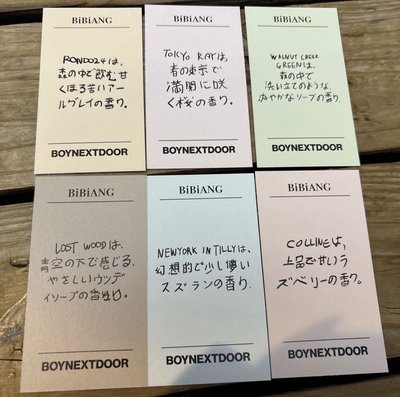 BiBiANG
RONDO24は、
森の中で飲む甘
くほろ苦いアー
ルグレイの香り。
BOYNEXTDOOR
BiBiANG
TOKYO RAYは、
春の東京で
満開に咲
く桜の香り。
BOYNEXTDOOR
BiBiANG
WALNUT CREEK
GREENは、
森の中で
洗い立てのような
爽やかなソープの香り
BOYNEXTDOOR
BiBiANG
LOST WOODは、
青空の下で感じる、
やさしいウッデ
ィソープの香り。
BOYNEXTDOOR
BiBiANG
NEWYORK IN TILLYは、
幻想的で少し儚い
スズランの香り
BOYNEXTDOOR
BiBiANG
COLLINEは、
上品で甘いラ
ズベリーの香り。
BOYNEXTDOOR